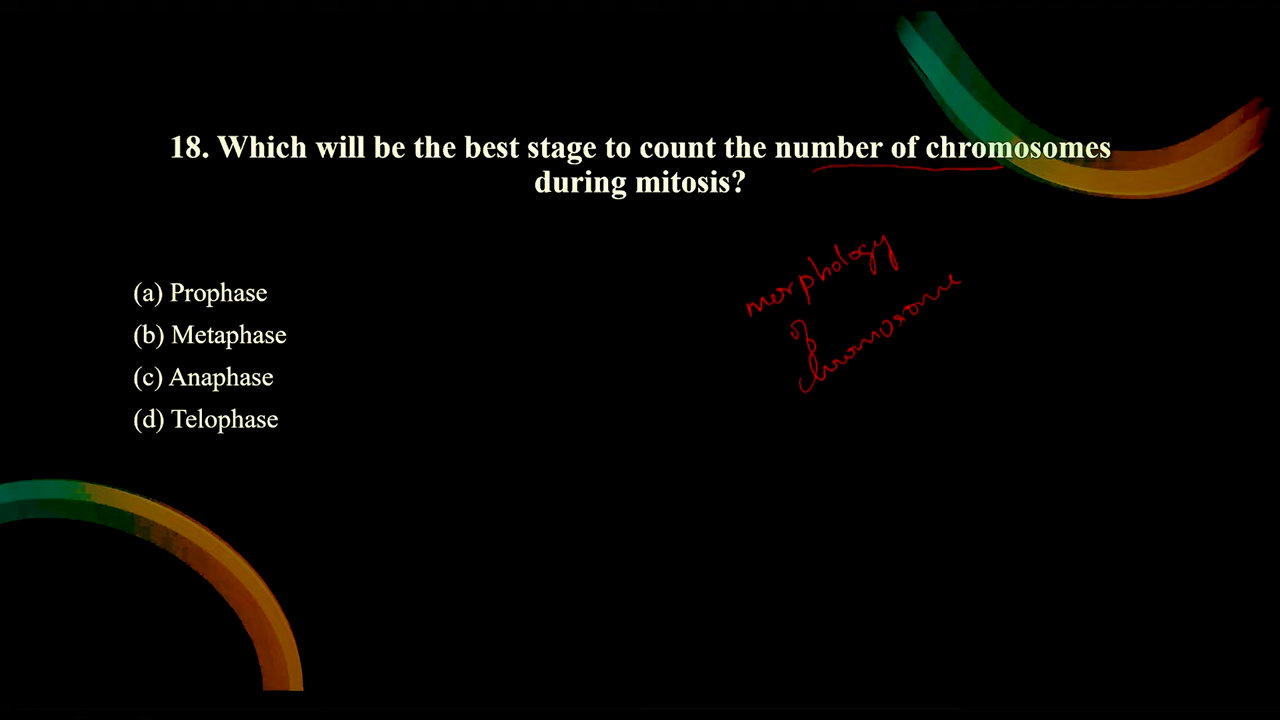 18. Which will be the best stage to count the number of chromosomes
during mitosis?
morphology
of
chromosome
(a) Prophase
(b) Metaphase
(c) Anaphase
(d) Telophase